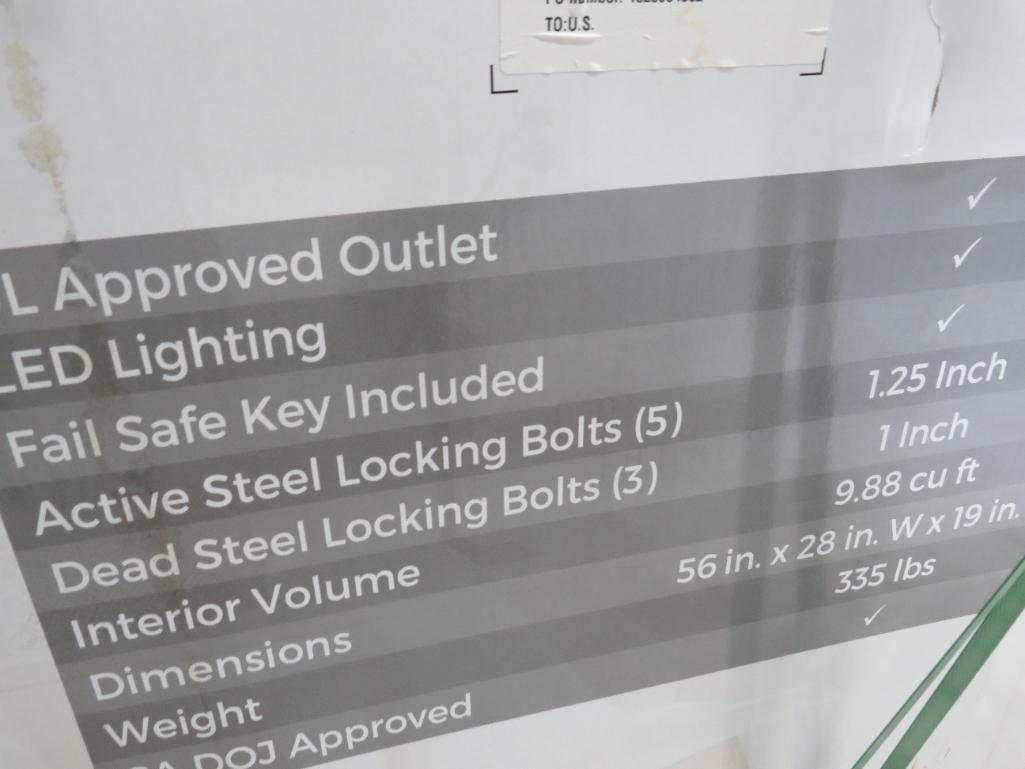 TO:U.S.
L Approved Outlet ✓
LED Lighting ✓
Fail Safe Key Included ✓
Active Steel Locking Bolts (5) 1.25 Inch
Dead Steel Locking Bolts (3) 1 Inch
Interior Volume 9.88 cu ft
Dimensions 56 in. x 28 in. W x 19 in.
Weight 335 lbs
CA DOJ Approved ✓